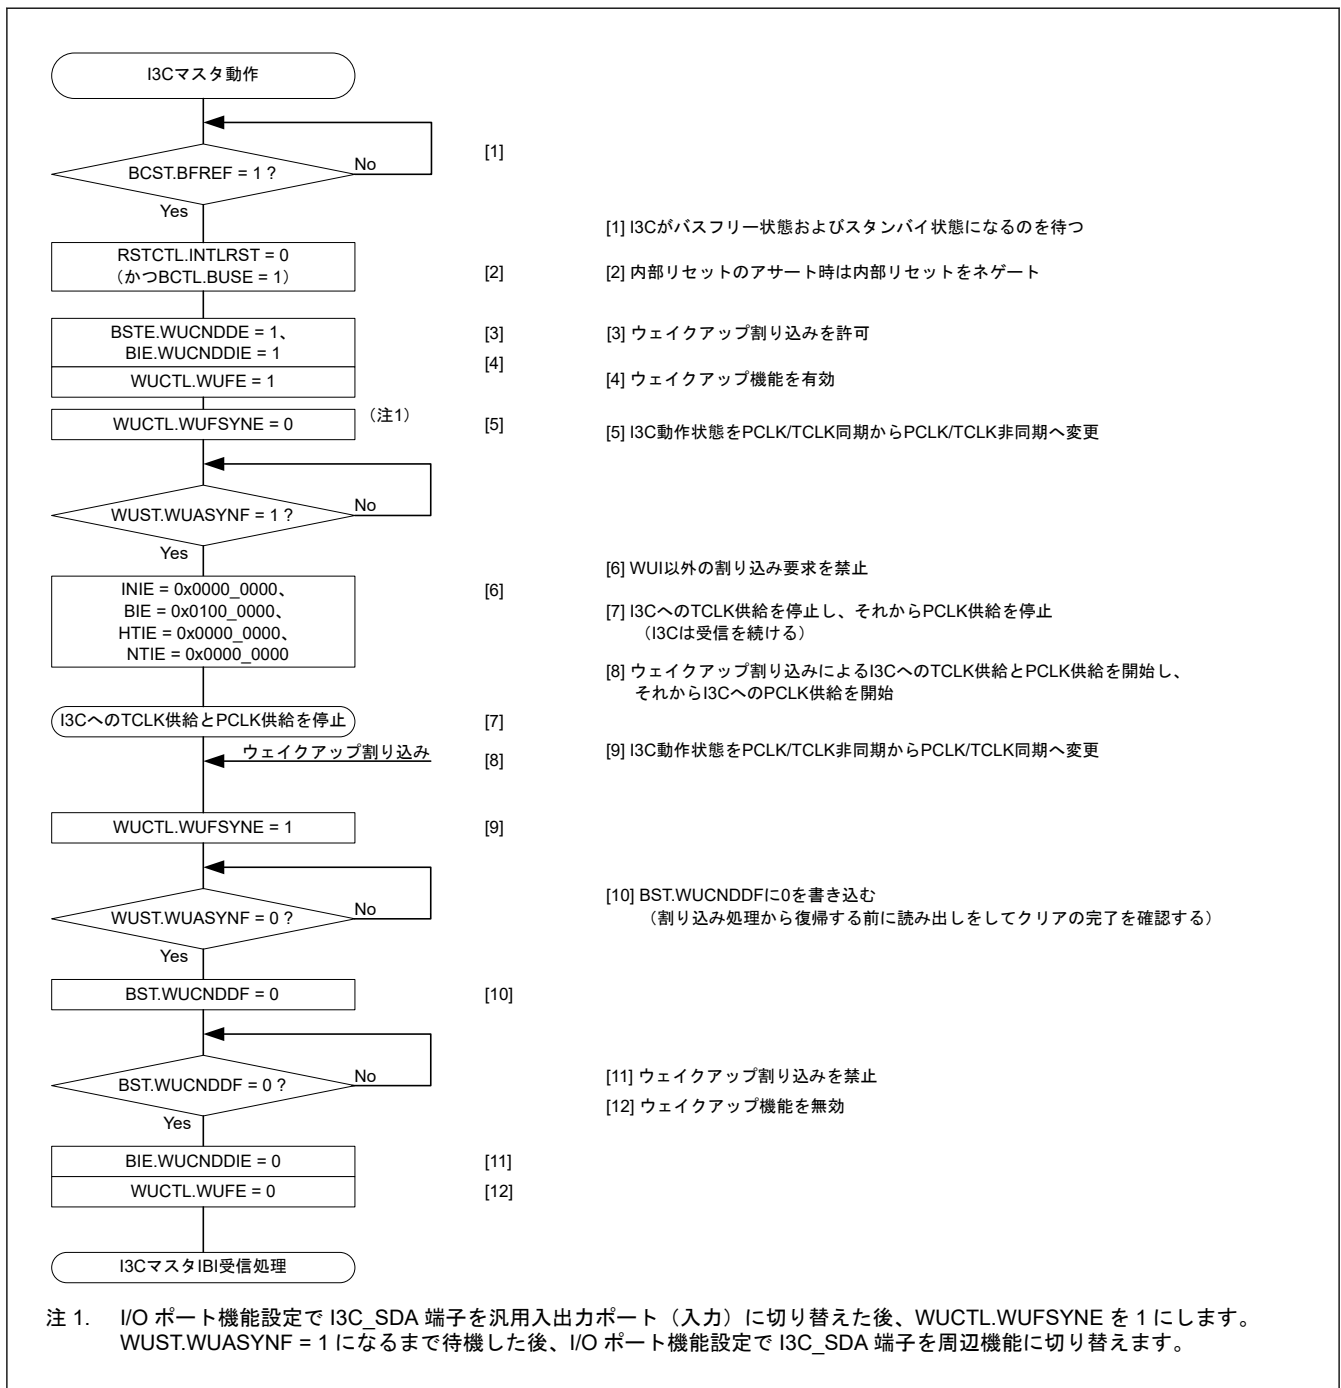 I3Cマスタ動作
BCST.BFREF = 1 ?
No
[1]
Yes
[1] I3Cがバスフリー状態およびスタンバイ状態になるのを待つ
RSTCTL.INTLRST = 0
（かつBCTL.BUSE = 1）
[2]
[2] 内部リセットのアサート時は内部リセットをネゲート
BSTE.WUCNDDE = 1、
BIE.WUCNDDIE = 1
[3]
[3] ウェイクアップ割り込みを許可
[4]
WUCTL.WUFE = 1
[4] ウェイクアップ機能を有効
WUCTL.WUFSYNE = 0
（注1）
[5]
[5] I3C動作状態をPCLK/TCLK同期からPCLK/TCLK非同期へ変更
WUST.WUASYNF = 1 ?
No
Yes
[6] WUI以外の割り込み要求を禁止
INIE = 0x0000_0000、
BIE = 0x0100_0000、
HTIE = 0x0000_0000、
NTIE = 0x0000_0000
[6]
[7] I3CへのTCLK供給を停止し、それからPCLK供給を停止
（I3Cは受信を続ける）
[8] ウェイクアップ割り込みによるI3CへのTCLK供給とPCLK供給を開始し、
それからI3CへのPCLK供給を開始
I3CへのTCLK供給とPCLK供給を停止
[7]
ウェイクアップ割り込み
[8]
[9] I3C動作状態をPCLK/TCLK非同期からPCLK/TCLK同期へ変更
WUCTL.WUFSYNE = 1
[9]
WUST.WUASYNF = 0 ?
No
Yes
[10] BST.WUCNDDFに0を書き込む
（割り込み処理から復帰する前に読み出しをしてクリアの完了を確認する）
BST.WUCNDDF = 0
[10]
BST.WUCNDDF = 0 ?
No
Yes
[11] ウェイクアップ割り込みを禁止
[12] ウェイクアップ機能を無効
BIE.WUCNDDIE = 0
[11]
WUCTL.WUFE = 0
[12]
I3CマスタIBI受信処理
注 1. I/O ポート機能設定で I3C_SDA 端子を汎用入出力ポート（入力）に切り替えた後、WUCTL.WUFSYNE を 1 にします。
WUST.WUASYNF = 1 になるまで待機した後、I/O ポート機能設定で I3C_SDA 端子を周辺機能に切り替えます。